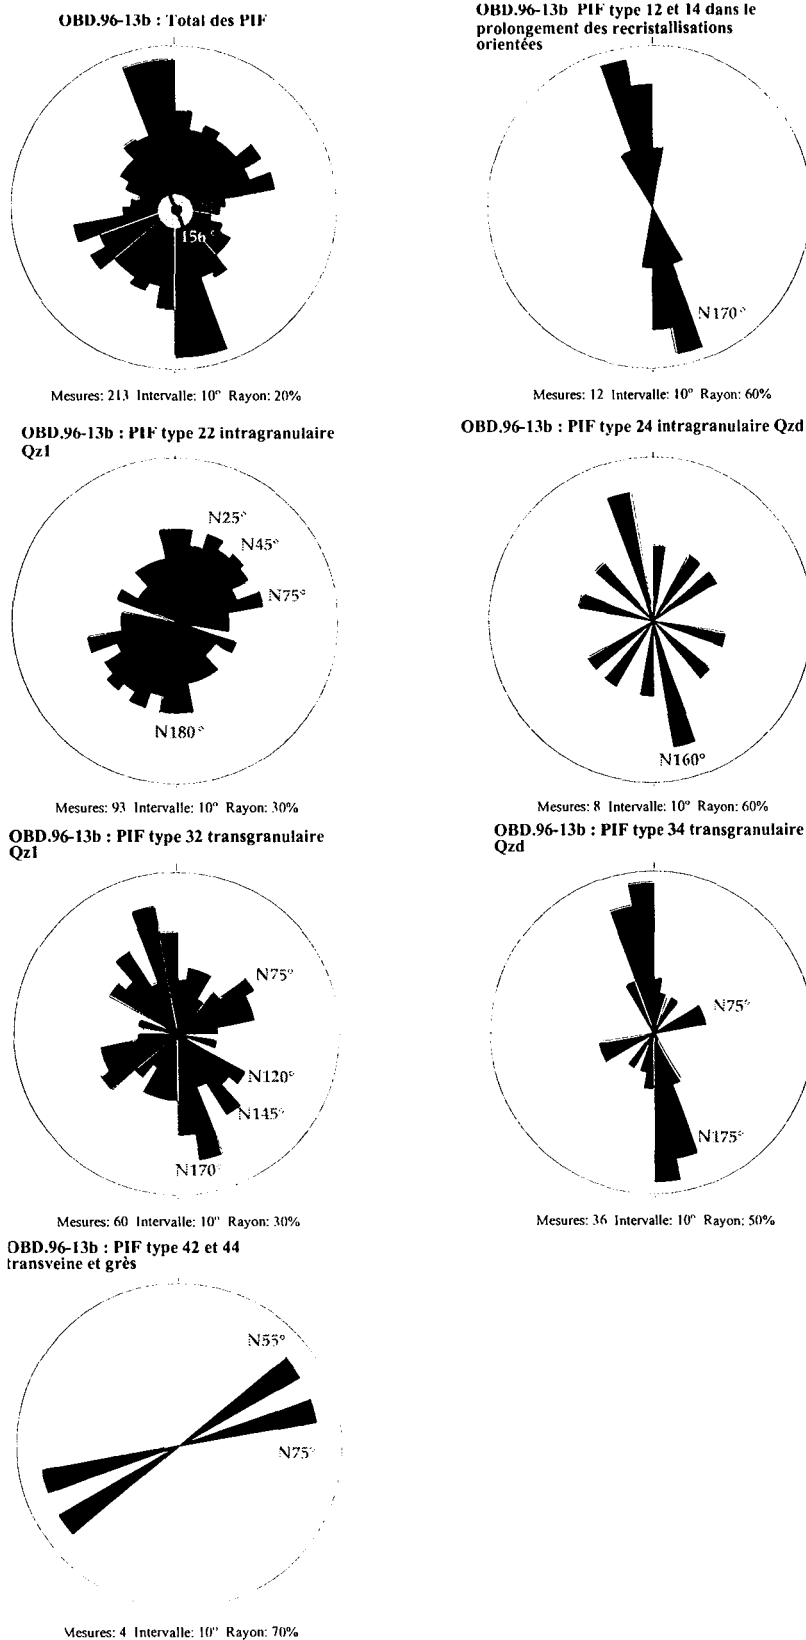 OBD.96-13b : Total des PIF
156°
Mesures: 213 Intervalle: 10° Rayon: 20%
OBD.96-13b PIF type 12 et 14 dans le
prolongement des recristallisations
orientées
N170°
Mesures: 12 Intervalle: 10° Rayon: 60%
OBD.96-13b : PIF type 22 intragranulaire
Qz1
N25°
N45°
N75°
N180°
Mesures: 93 Intervalle: 10° Rayon: 30%
OBD.96-13b : PIF type 24 intragranulaire Qzd
N160°
Mesures: 8 Intervalle: 10° Rayon: 60%
OBD.96-13b : PIF type 32 transgranulaire
Qz1
N75°
N120°
N145°
N170°
Mesures: 60 Intervalle: 10° Rayon: 30%
OBD.96-13b : PIF type 34 transgranulaire
Qzd
N75°
N175°
Mesures: 36 Intervalle: 10° Rayon: 50%
OBD.96-13b : PIF type 42 et 44
transveine et grès
N55°
N75°
Mesures: 4 Intervalle: 10° Rayon: 70%